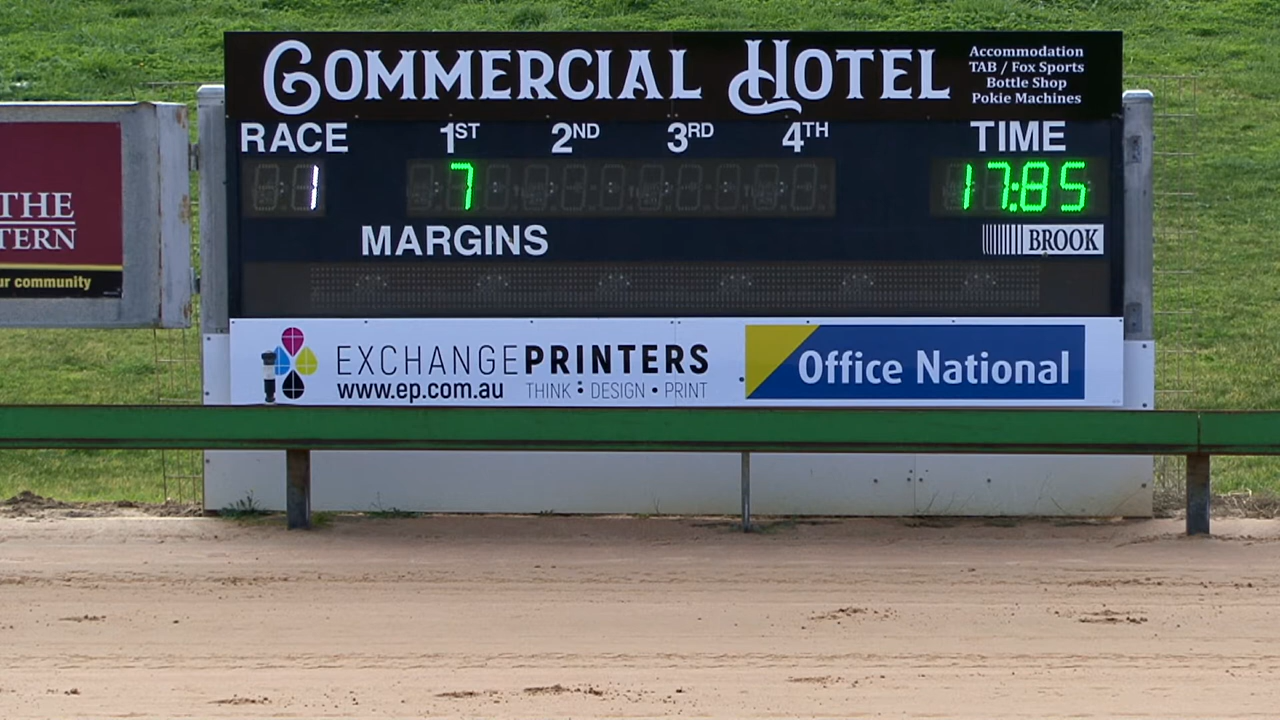 COMMERCIAL HOTEL
Accommodation
TAB / Fox Sports
Bottle Shop
Pokie Machines
RACE 1ST 2ND 3RD 4TH TIME
1 7 17:85
MARGINS
BROOK
THE
TERN
ur community
EXCHANGEPRINTERS
www.ep.com.au THINK • DESIGN • PRINT
Office National